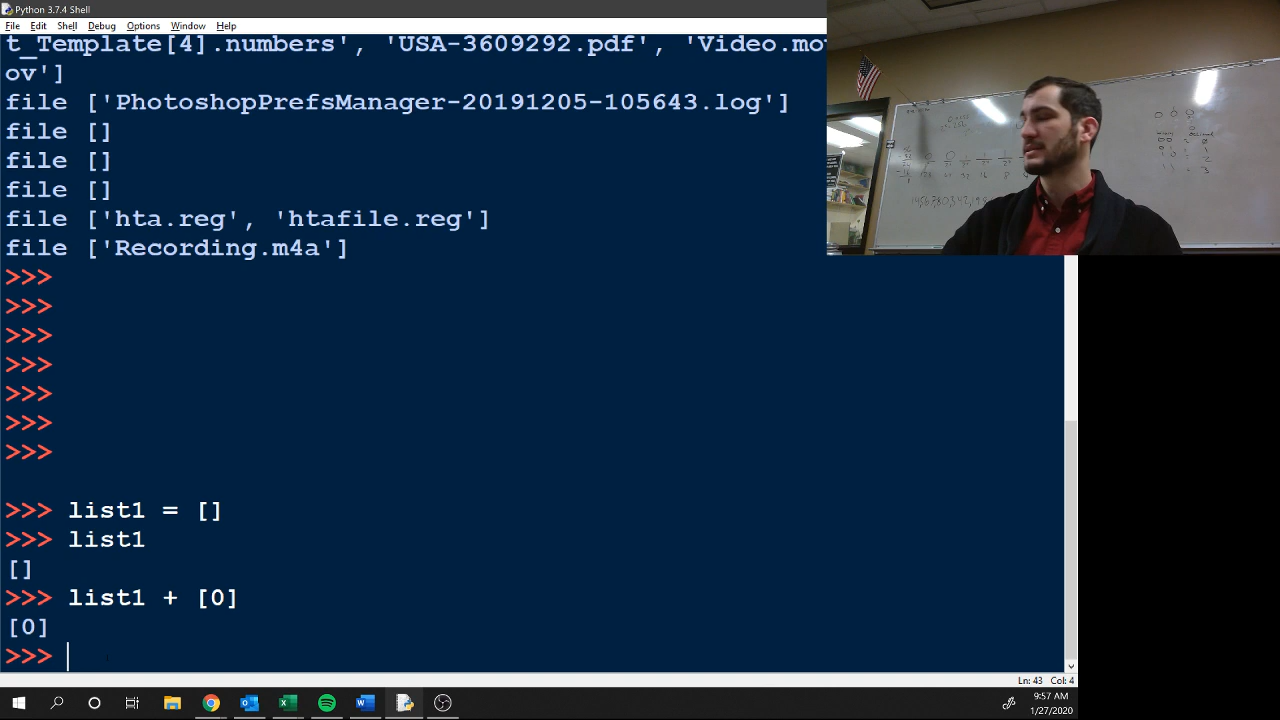 Python 3.7.4 Shell
File Edit Shell Debug Options Window Help
t_Template[4].numbers', 'USA-3609292.pdf', 'Video.mo
ov']
file ['PhotoshopPrefsManager-20191205-105643.log']
file []
file []
file []
file ['hta.reg', 'htafile.reg']
file ['Recording.m4a']
>>>
>>>
>>>
>>>
>>>
>>>
>>>
>>> list1 = []
>>> list1
[]
>>> list1 + [0]
[0]
>>>
Ln: 43 Col: 4
9:57 AM
1/27/2020